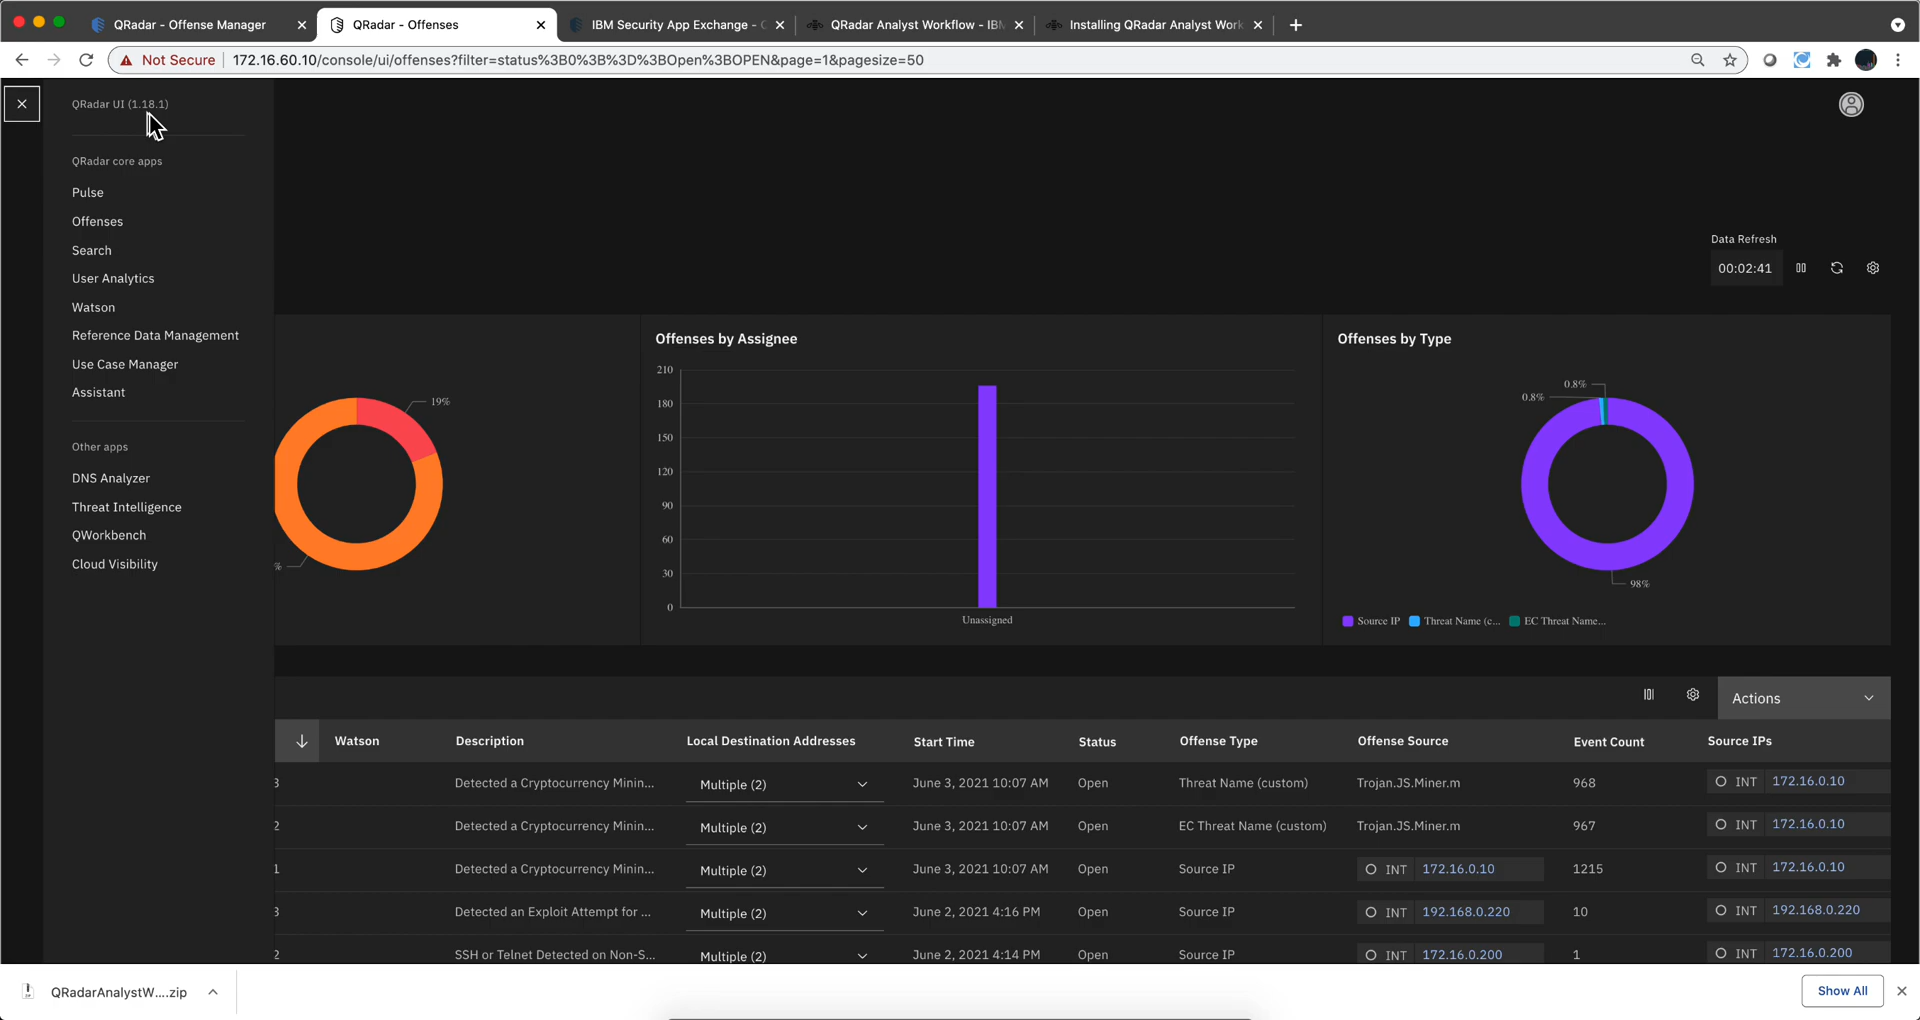 QRadar - Offense Manager
QRadar - Offenses
IBM Security App Exchange -
QRadar Analyst Workflow - IBM
Installing QRadar Analyst Work
Not Secure
172.16.60.10/console/ui/offenses?filter=status%3B0%3B%3D%3BOpen%3BOPEN&page=1&pagesize=50
QRadar UI (1.18.1)
QRadar core apps
Pulse
Offenses
Search
User Analytics
Watson
Reference Data Management
Use Case Manager
Assistant
Other apps
DNS Analyzer
Threat Intelligence
QWorkbench
Cloud Visibility
Data Refresh
00:02:41
19%
%
Offenses by Assignee
210
180
150
120
90
60
30
0
Unassigned
Offenses by Type
0.8%
0.8%
98%
Source IP Threat Name (c... EC Threat Name...
Actions
Watson Description Local Destination Addresses Start Time Status Offense Type Offense Source Event Count Source IPs
3 Detected a Cryptocurrency Minin... Multiple (2) June 3, 2021 10:07 AM Open Threat Name (custom) Trojan.JS.Miner.m 968 INT 172.16.0.10
2 Detected a Cryptocurrency Minin... Multiple (2) June 3, 2021 10:07 AM Open EC Threat Name (custom) Trojan.JS.Miner.m 967 INT 172.16.0.10
1 Detected a Cryptocurrency Minin... Multiple (2) June 3, 2021 10:07 AM Open Source IP INT 172.16.0.10 1215 INT 172.16.0.10
3 Detected an Exploit Attempt for ... Multiple (2) June 2, 2021 4:16 PM Open Source IP INT 192.168.0.220 10 INT 192.168.0.220
2 SSH or Telnet Detected on Non-S... Multiple (2) June 2, 2021 4:14 PM Open Source IP INT 172.16.0.200 1 INT 172.16.0.200
QRadarAnalystW....zip
Show All